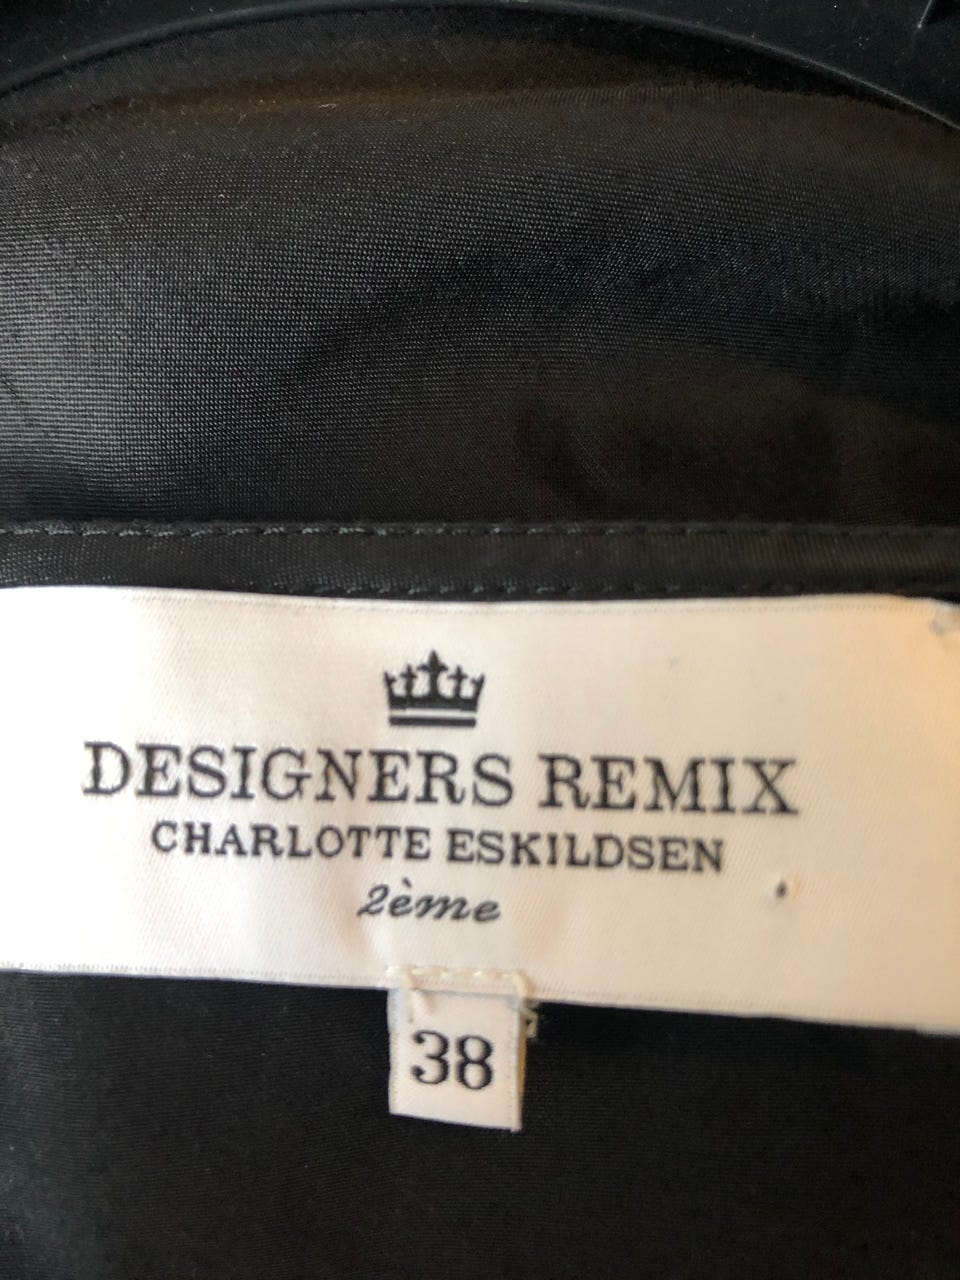 DESIGNERS REMIX
CHARLOTTE ESKILDSEN
2ème
38